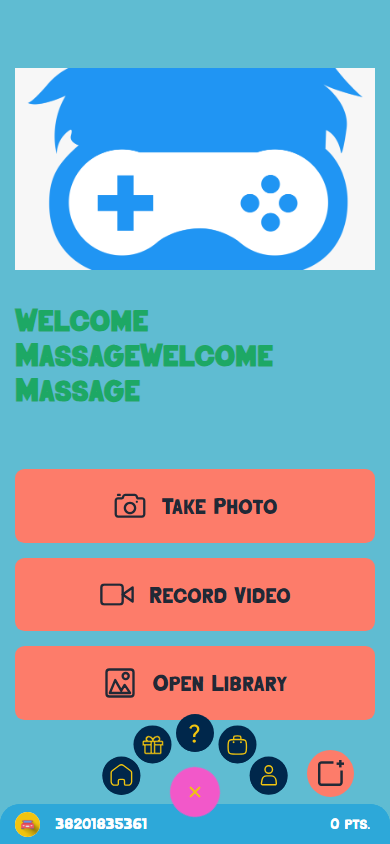 Welcome
MassageWelcome
Massage
Take Photo
Record Video
Open Library
?
38201835361
0 PTS.